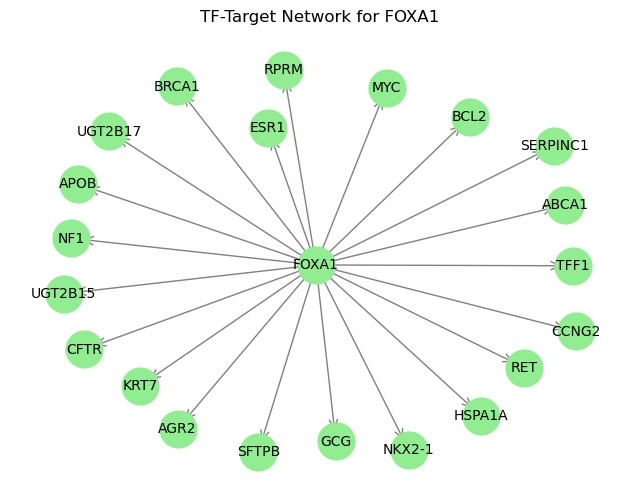 TF-Target Network for FOXA1
RPRM
BRCA1
MYC
BCL2
ESR1
UGT2B17
SERPINC1
APOB
ABCA1
NF1
FOXA1
TFF1
UGT2B15
CCNG2
CFTR
RET
KRT7
HSPA1A
AGR2
GCG
SFTPB
NKX2-1